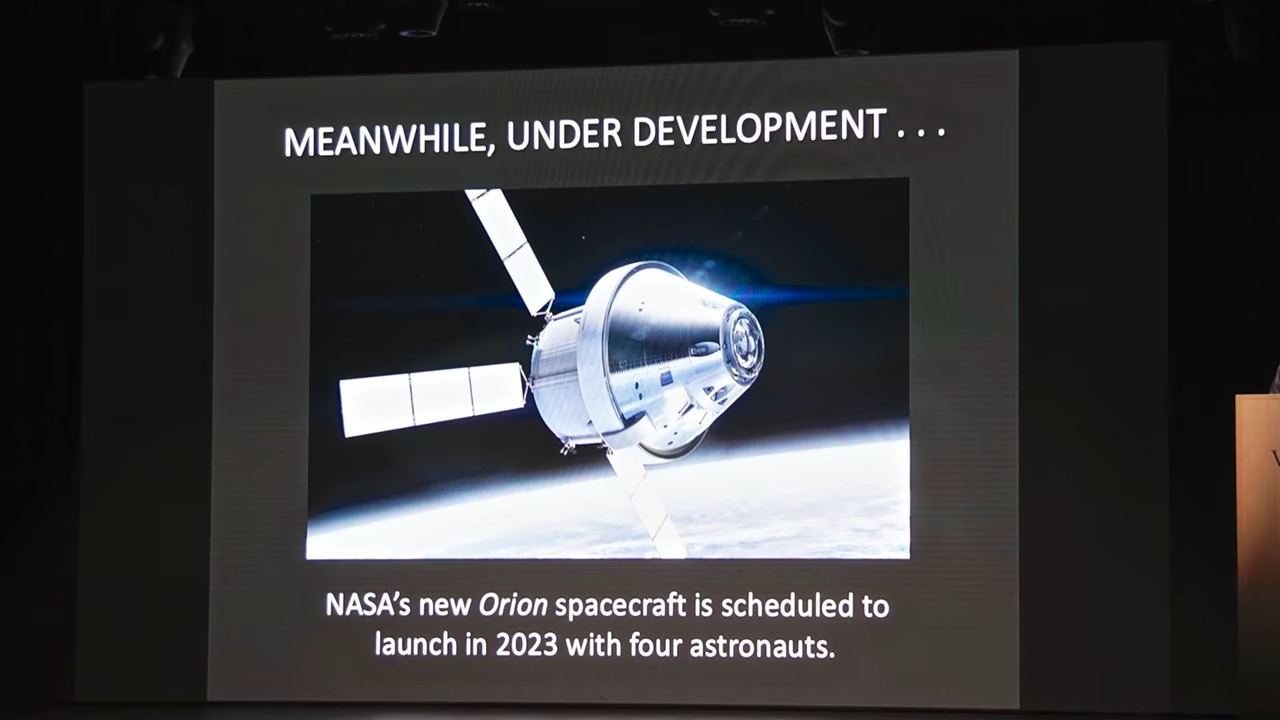 MEANWHILE, UNDER DEVELOPMENT . . .
NASA’s new Orion spacecraft is scheduled to
launch in 2023 with four astronauts.